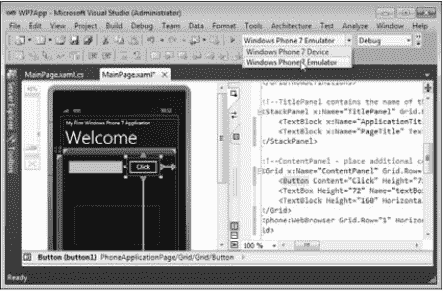 WP7App - Microsoft Visual Studio (Administrator)
File Edit View Project Build Debug Team Data Format Tools Architecture Test Analyze Window Help
Windows Phone 7 Emulator Debug
Windows Phone 7 Device
Windows Phone 7 Emulator
MainPage.xaml.cs MainPage.xaml*
Server Explorer
Toolbox
My First Windows Phone 7 Application
Welcome
Click
<!--TitlePanel contains the name of t
<StackPanel x:Name="TitlePanel" Grid.
<TextBlock x:Name="ApplicationTit
<TextBlock x:Name="PageTitle" Tex
</StackPanel>
<!--ContentPanel - place additional c
<Grid x:Name="ContentPanel" Grid.Row=
<Button Content="Click" Height="7
<TextBox Height="72" Name="textbo
<TextBlock Height="160" Horizonta
</Grid>
<phone:WebBrowser Grid.Row="1" Horizon
100 %
Button (button1) PhoneApplicationPage/Grid/Grid/Button
Ready